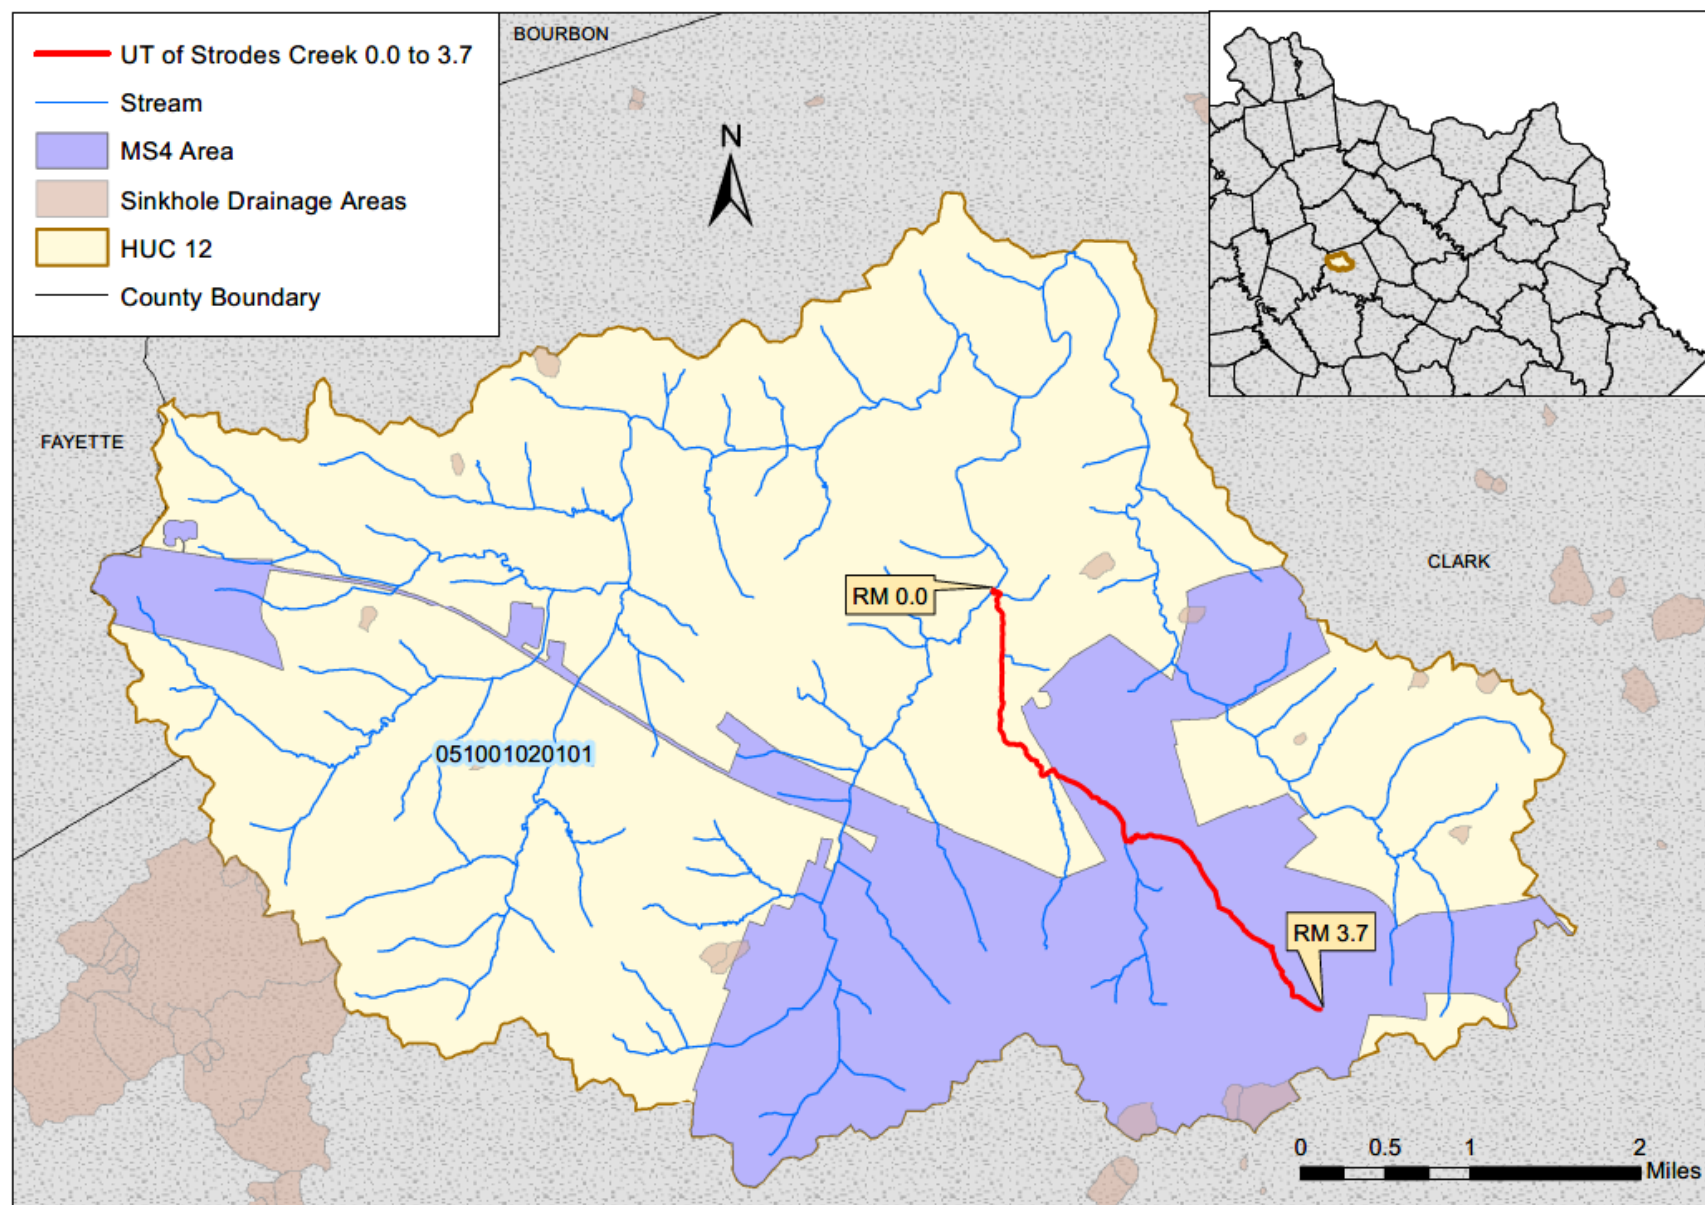 BOURBON
UT of Strodes Creek 0.0 to 3.7
Stream
MS4 Area
Sinkhole Drainage Areas
HUC 12
County Boundary
N
FAYETTE
CLARK
RM 0.0
051001020101
RM 3.7
0 0.5 1 2
Miles